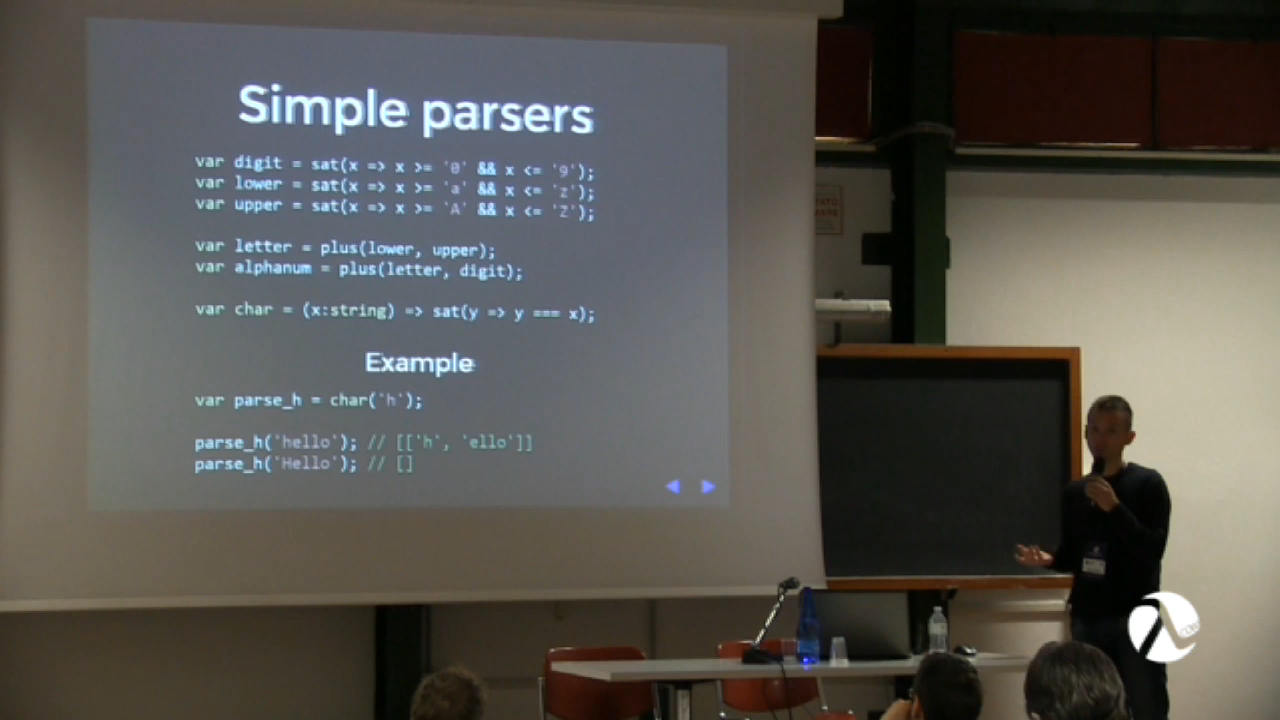 Simple parsers
var digit = sat(x => x >= '0' && x <= '9');
var lower = sat(x => x >= 'a' && x <= 'z');
var upper = sat(x => x >= 'A' && x <= 'Z');
var letter = plus(lower, upper);
var alphanum = plus(letter, digit);
var char = (x:string) => sat(y => y === x);
Example
var parse_h = char('h');
parse_h('hello'); // [['h', 'ello']]
parse_h('Hello'); // []